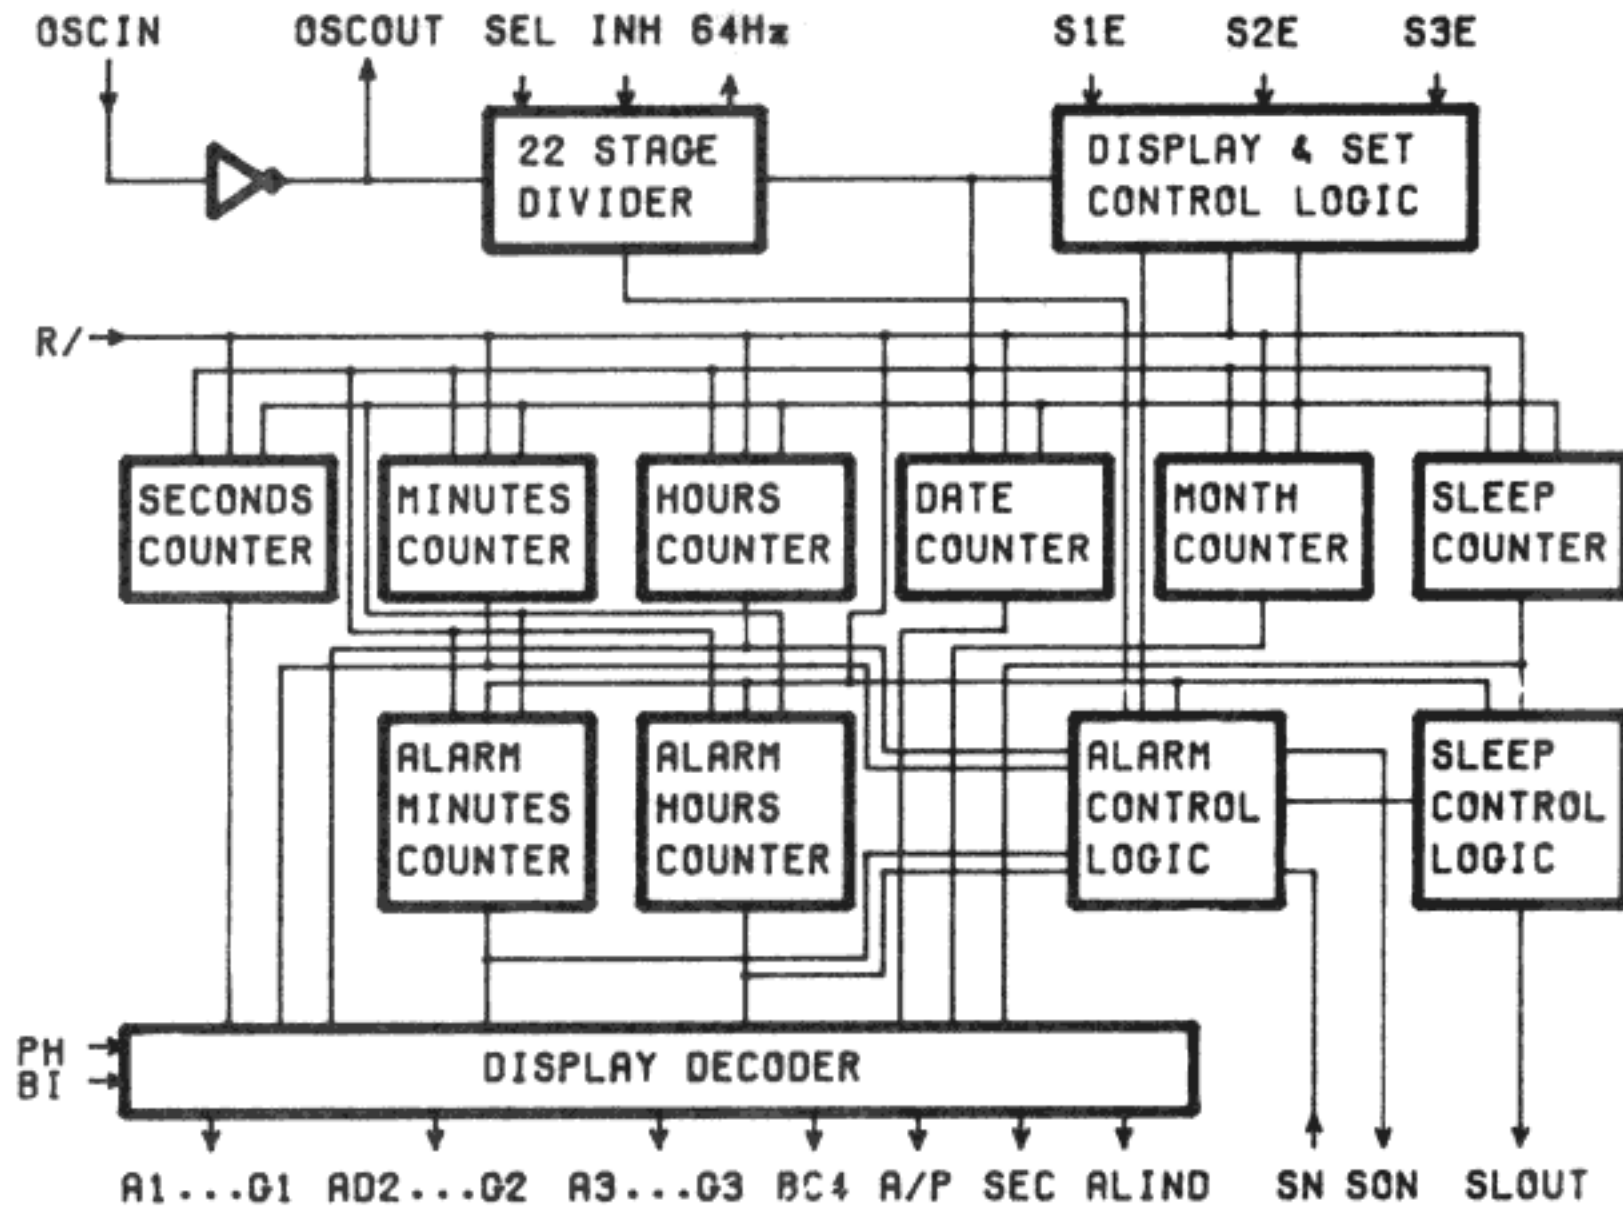 OSCIN OSCOUT SEL INH 64Hz S1E S2E S3E
22 STAGE
DIVIDER
DISPLAY & SET
CONTROL LOGIC
R/
SECONDS
COUNTER
MINUTES
COUNTER
HOURS
COUNTER
DATE
COUNTER
MONTH
COUNTER
SLEEP
COUNTER
ALARM
MINUTES
COUNTER
ALARM
HOURS
COUNTER
ALARM
CONTROL
LOGIC
SLEEP
CONTROL
LOGIC
PH
BI
DISPLAY DECODER
A1...G1 AD2...G2 A3...G3 BC4 A/P SEC ALIND SN SON SLOUT